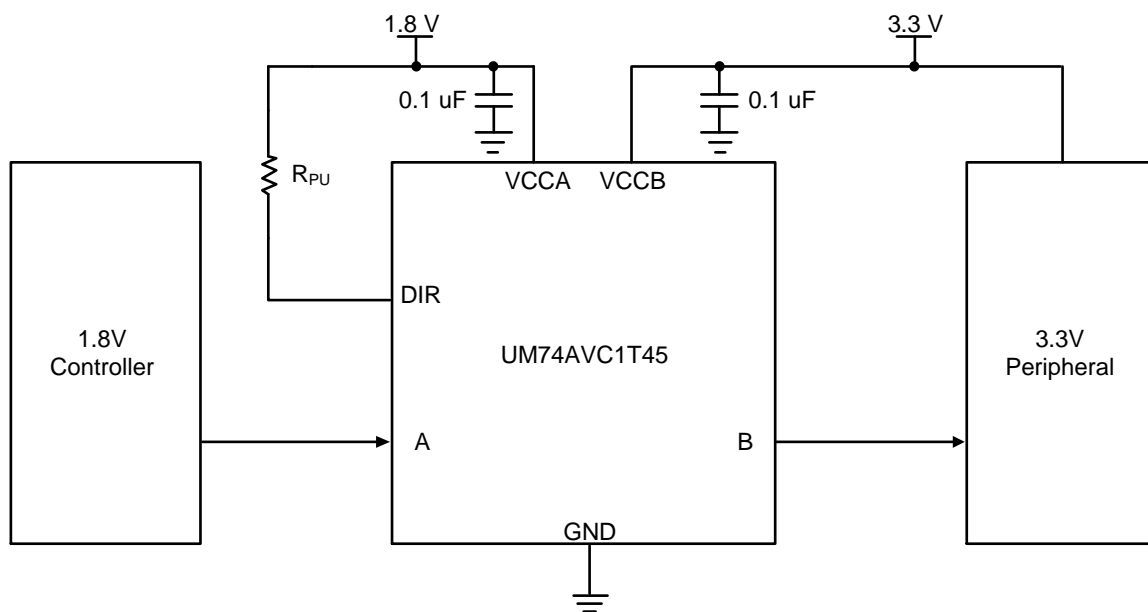 1.8 V
3.3 V
0.1 uF
0.1 uF
RPU
VCCA
VCCB
DIR
1.8V
Controller
UM74AVC1T45
3.3V
Peripheral
A
B
GND